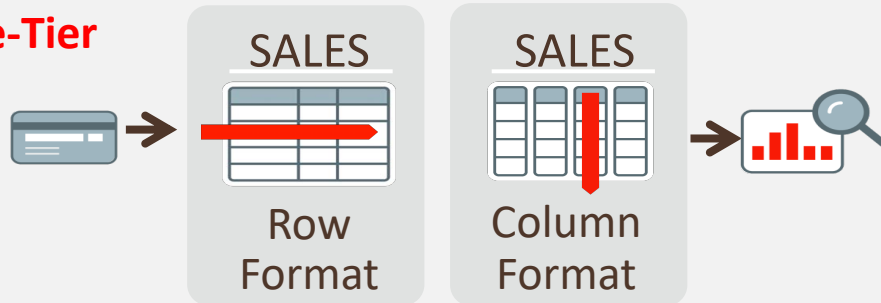 e-Tier
SALES
Row
Format
SALES
Column
Format